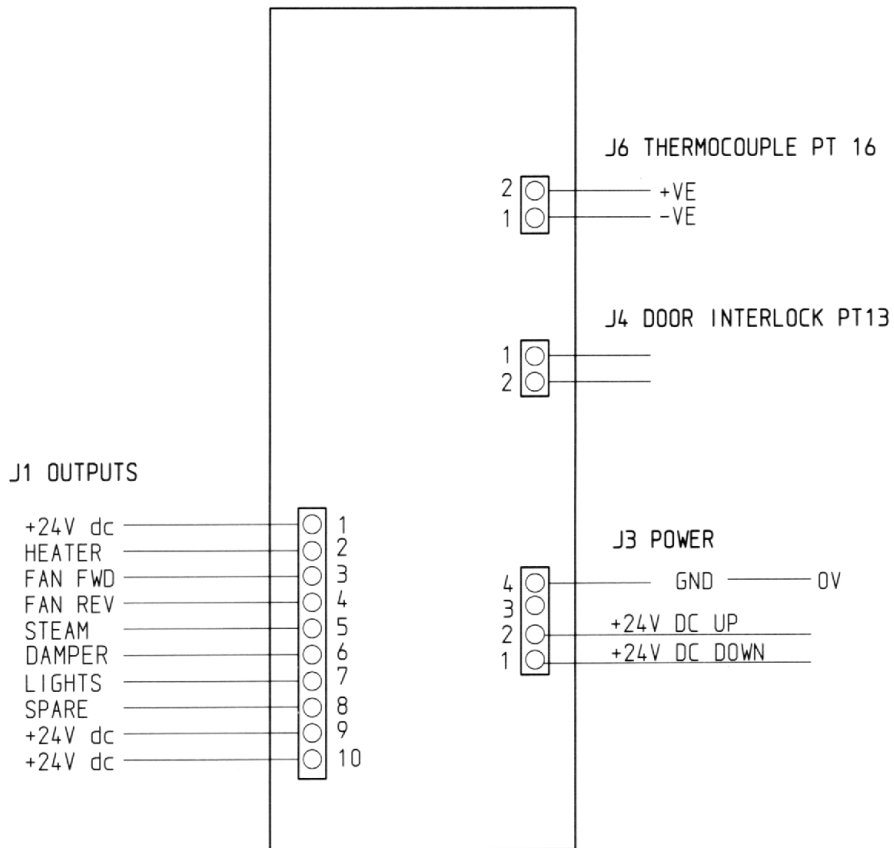 J6 THERMOCOUPLE PT 16
2 +VE
1 -VE
J4 DOOR INTERLOCK PT13
1
2
J1 OUTPUTS
+24V dc 1
HEATER 2
FAN FWD 3
FAN REV 4
STEAM 5
DAMPER 6
LIGHTS 7
SPARE 8
+24V dc 9
+24V dc 10
J3 POWER
4 GND 0V
3
2 +24V DC UP
1 +24V DC DOWN